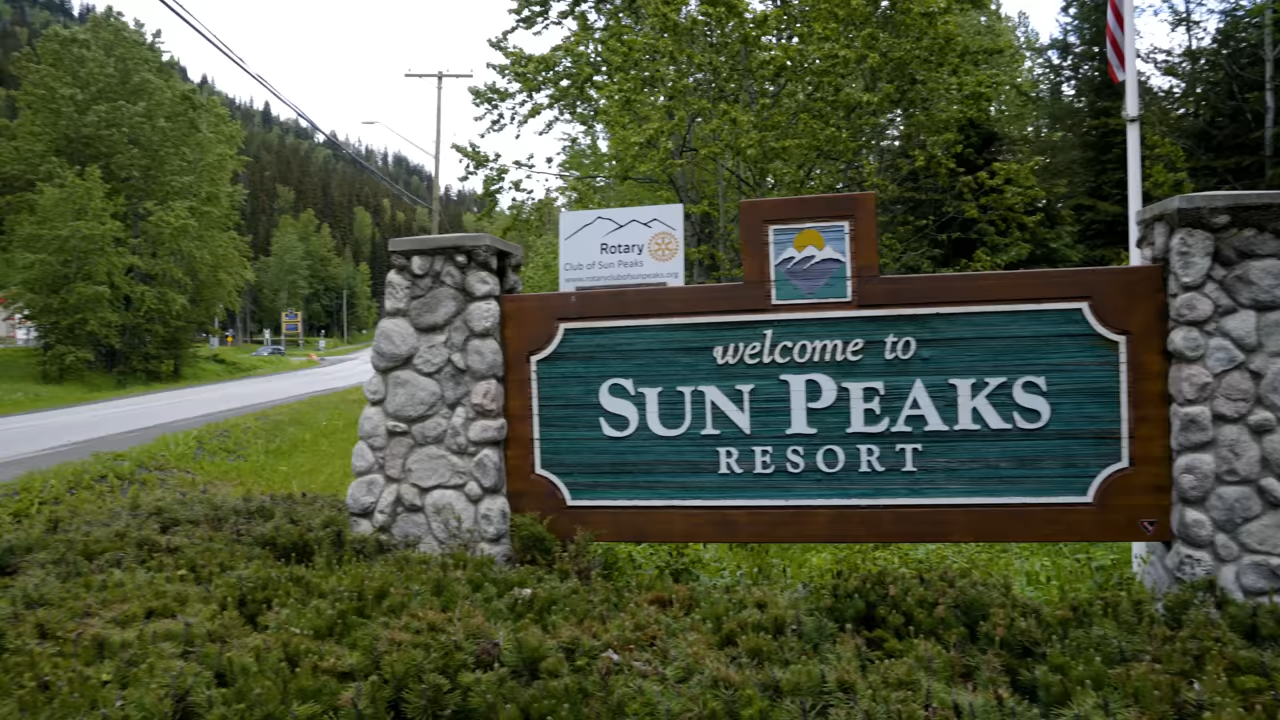 Rotary
Club of Sun Peaks
www.rotaryclubofsunpeaks.org
welcome to
SUN PEAKS
RESORT